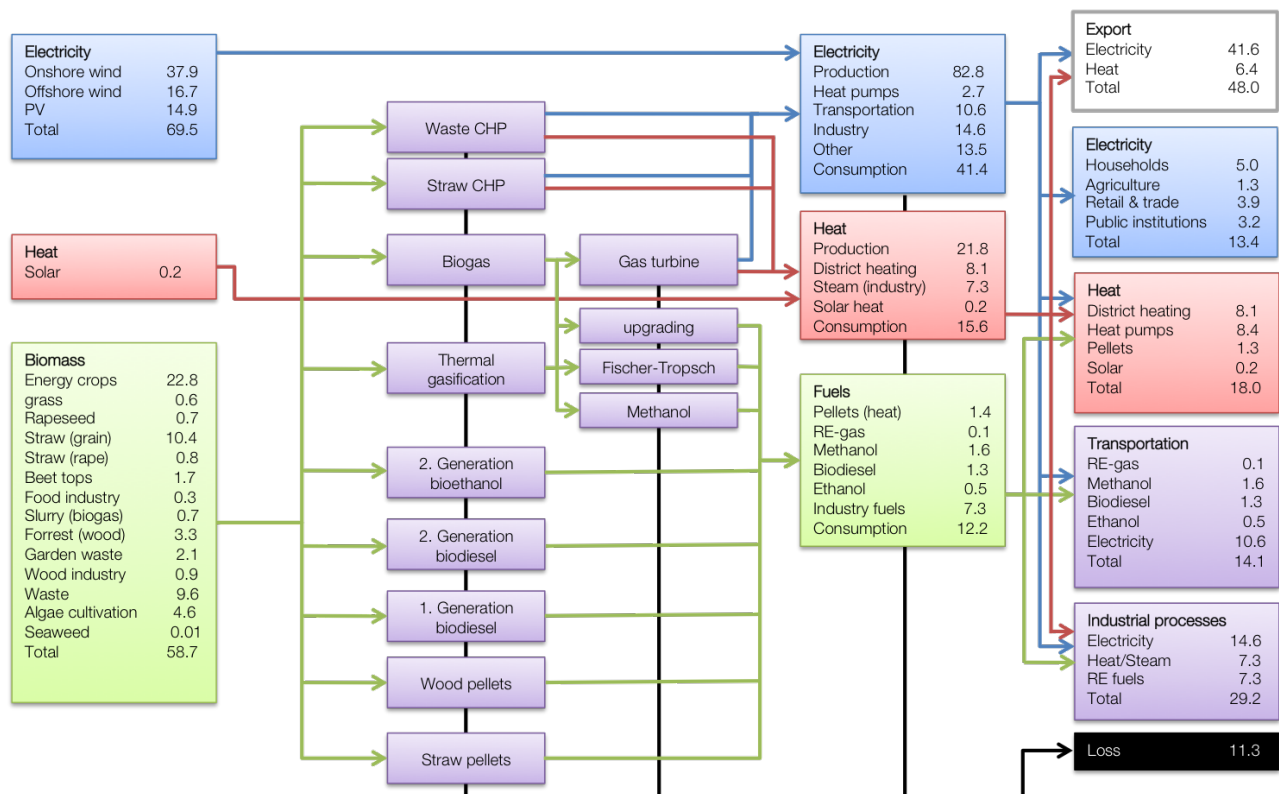 Electricity
Onshore wind 37.9
Offshore wind 16.7
PV 14.9
Total 69.5
Heat
Solar 0.2
Biomass
Energy crops 22.8
grass 0.6
Rapeseed 0.7
Straw (grain) 10.4
Straw (rape) 0.8
Beet tops 1.7
Food industry 0.3
Slurry (biogas) 0.7
Forrest (wood) 3.3
Garden waste 2.1
Wood industry 0.9
Waste 9.6
Algae cultivation 4.6
Seaweed 0.01
Total 58.7
Waste CHP
Straw CHP
Biogas
Thermal
gasification
2. Generation
bioethanol
2. Generation
biodiesel
1. Generation
biodiesel
Wood pellets
Straw pellets
Gas turbine
upgrading
Fischer-Tropsch
Methanol
Electricity
Production 82.8
Heat pumps 2.7
Transportation 10.6
Industry 14.6
Other 13.5
Consumption 41.4
Heat
Production 21.8
District heating 8.1
Steam (industry) 7.3
Solar heat 0.2
Consumption 15.6
Fuels
Pellets (heat) 1.4
RE-gas 0.1
Methanol 1.6
Biodiesel 1.3
Ethanol 0.5
Industry fuels 7.3
Consumption 12.2
Export
Electricity 41.6
Heat 6.4
Total 48.0
Electricity
Households 5.0
Agriculture 1.3
Retail & trade 3.9
Public institutions 3.2
Total 13.4
Heat
District heating 8.1
Heat pumps 8.4
Pellets 1.3
Solar 0.2
Total 18.0
Transportation
RE-gas 0.1
Methanol 1.6
Biodiesel 1.3
Ethanol 0.5
Electricity 10.6
Total 14.1
Industrial processes
Electricity 14.6
Heat/Steam 7.3
RE fuels 7.3
Total 29.2
Loss 11.3